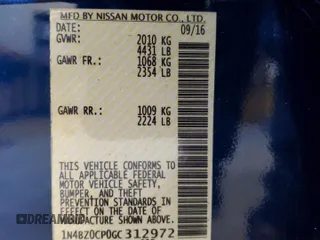 MFD BY NISSAN MOTOR CO., LTD.
DATE: 09/16
GVWR: 2010 KG
4431 LB
GAWR FR.: 1068 KG
2354 LB
GAWR RR.: 1009 KG
2224 LB
THIS VEHICLE CONFORMS TO
ALL APPLICABLE FEDERAL
MOTOR VEHICLE SAFETY,
BUMPER, AND THEFT
PREVENTION STANDARDS IN
EFFECT ON THE DATE OF
MANUFACTURE SHOWN
ABOVE.
1N4BZ0CP0GC312972